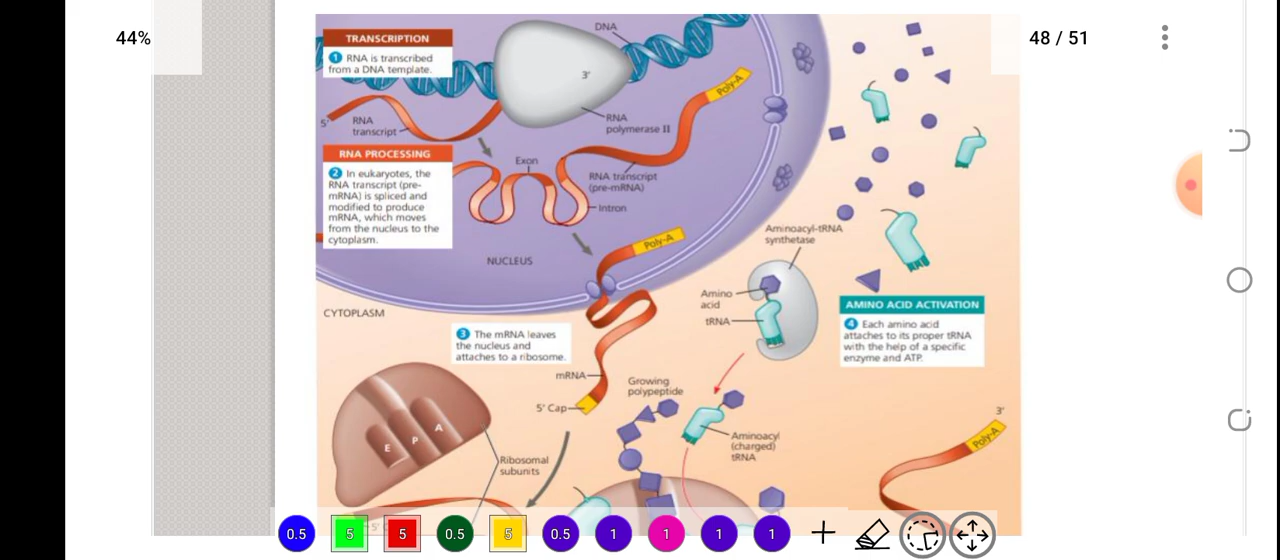 44%
48 / 51
DNA
TRANSCRIPTION
1 RNA is transcribed
from a DNA template.
3'
Poly-A
5'
RNA
transcript
RNA
polymerase II
RNA PROCESSING
2 In eukaryotes, the
RNA transcript (pre-
mRNA) is spliced and
modified to produce
mRNA, which moves
from the nucleus to the
cytoplasm.
Exon
RNA transcript
(pre-mRNA)
Intron
Poly-A
NUCLEUS
Aminoacyl-tRNA
synthetase
CYTOPLASM
Amino
acid
tRNA
AMINO ACID ACTIVATION
4 Each amino acid
attaches to its proper tRNA
with the help of a specific
enzyme and ATP.
3 The mRNA leaves
the nucleus and
attaches to a ribosome.
mRNA
Growing
polypeptide
5' Cap
E P A
Aminoacyl
(charged)
tRNA
3'
Poly-A
Ribosomal
subunits
0.5 5 5 0.5 5 0.5 1 1 1 1